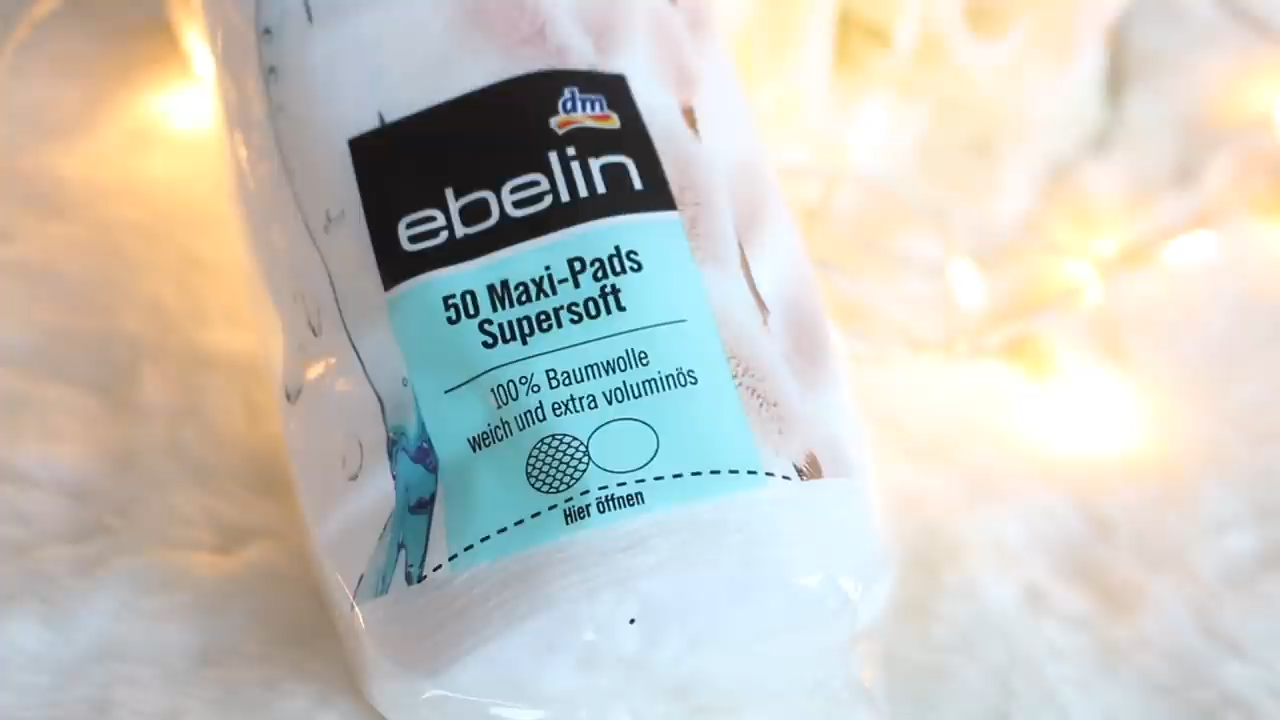 dm
ebelin
50 Maxi-Pads
Supersoft
100% Baumwolle
weich und extra voluminös
Hier öffnen